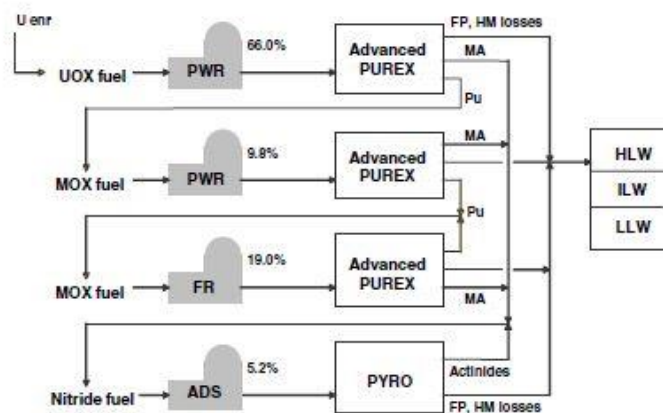 U enr
FP, HM losses
66.0%
Advanced
PUREX
MA
UOX fuel
PWR
Pu
9.8%
Advanced
PUREX
MA
MOX fuel
PWR
HLW
ILW
LLW
Pu
19.0%
Advanced
PUREX
MOX fuel
FR
MA
5.2%
PYRO
Actinides
Nitride fuel
ADS
FP, HM losses